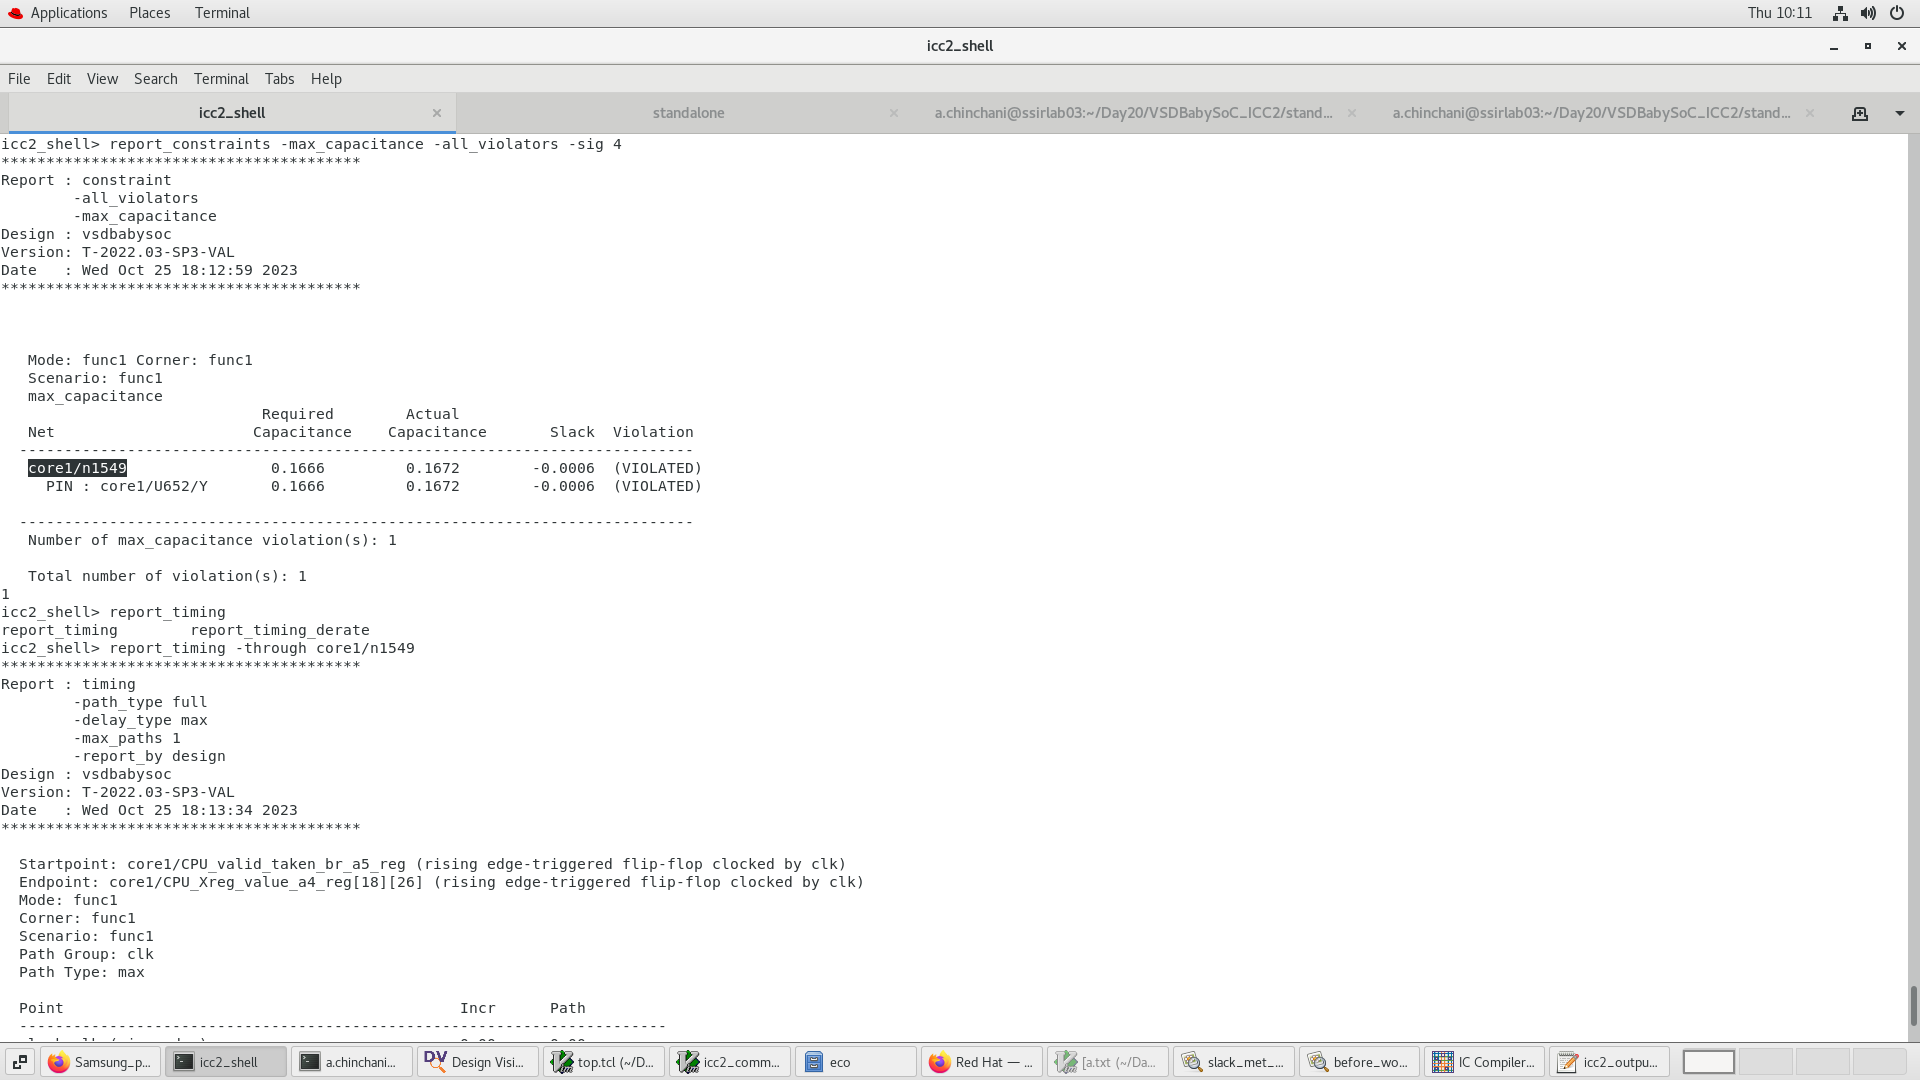 Applications Places Terminal Thu 10:11
icc2_shell
File Edit View Search Terminal Tabs Help
icc2_shell × standalone × a.chinchani@ssirlab03:~/Day20/VSDBabySoC_ICC2/stand... × a.chinchani@ssirlab03:~/Day20/VSDBabySoC_ICC2/stand... ×
icc2_shell> report_constraints -max_capacitance -all_violators -sig 4
****************************************
Report : constraint
        -all_violators
        -max_capacitance
Design : vsdbabysoc
Version: T-2022.03-SP3-VAL
Date   : Wed Oct 25 18:12:59 2023
****************************************
   Mode: func1 Corner: func1
   Scenario: func1
   max_capacitance
                             Required        Actual
   Net                      Capacitance    Capacitance       Slack  Violation
  ---------------------------------------------------------------------------
   core1/n1549                0.1666         0.1672        -0.0006  (VIOLATED)
     PIN : core1/U652/Y       0.1666         0.1672        -0.0006  (VIOLATED)
  ---------------------------------------------------------------------------
   Number of max_capacitance violation(s): 1
   Total number of violation(s): 1
1
icc2_shell> report_timing
report_timing        report_timing_derate
icc2_shell> report_timing -through core1/n1549
****************************************
Report : timing
        -path_type full
        -delay_type max
        -max_paths 1
        -report_by design
Design : vsdbabysoc
Version: T-2022.03-SP3-VAL
Date   : Wed Oct 25 18:13:34 2023
****************************************
  Startpoint: core1/CPU_valid_taken_br_a5_reg (rising edge-triggered flip-flop clocked by clk)
  Endpoint: core1/CPU_Xreg_value_a4_reg[18][26] (rising edge-triggered flip-flop clocked by clk)
  Mode: func1
  Corner: func1
  Scenario: func1
  Path Group: clk
  Path Type: max
  Point                                            Incr      Path
  ------------------------------------------------------------------------
Samsung_p... icc2_shell a.chinchani... Design Visi... top.tcl (~/D... icc2_comm... eco Red Hat — ... [a.txt (~/Da... slack_met_... before_wo... IC Compiler... icc2_outpu...